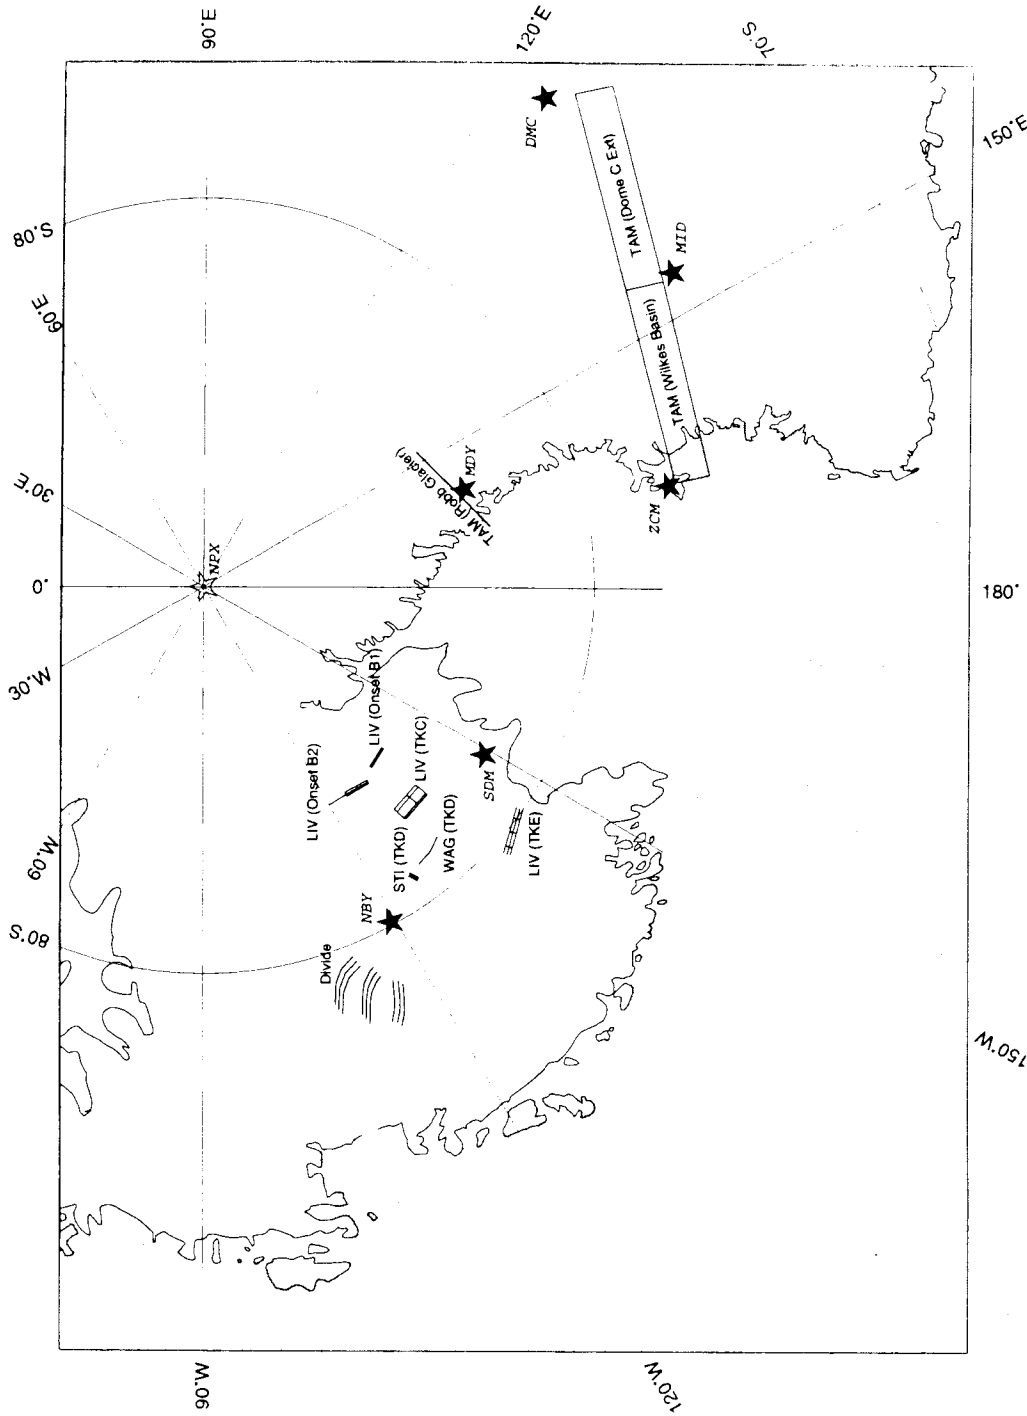 90°E
120°E
70°S
150°E
180°
150°W
120°W
90°W
80°S
60°W
30°W
0°
30°E
60°E
80°S
NPX
DMC
MID
ZCM
MDY
SDM
NBY
TAM (Dome C Ext)
TAM (Wilkes Basin)
TAM (Robb Glacier)
LIV (Onset B1)
LIV (Onset B2)
LIV (TKC)
WAG (TKD)
STI (TKD)
LIV (TKE)
Divide